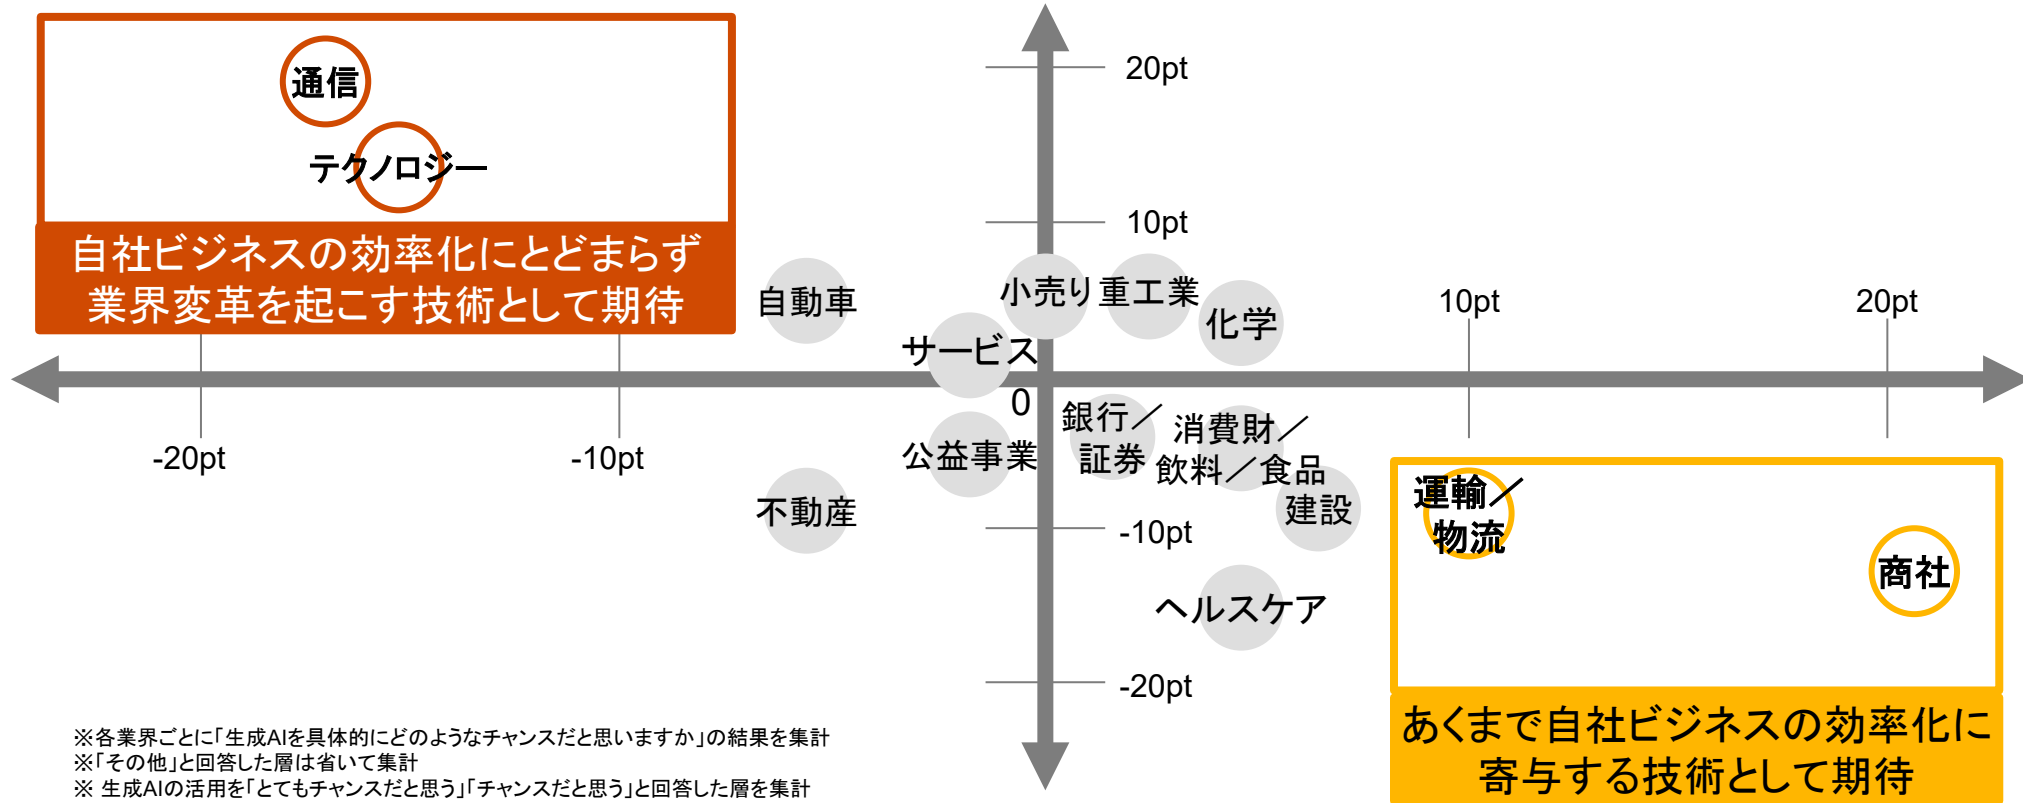 通信
テクノロジー
自社ビジネスの効率化にとどまらず
業界変革を起こす技術として期待
20pt
10pt
自動車
サービス
小売り
重工業
化学
10pt
20pt
0
-20pt
-10pt
公益事業
不動産
銀行／
証券
消費財／
飲料／食品
建設
-10pt
ヘルスケア
-20pt
運輸／
物流
商社
あくまで自社ビジネスの効率化に
寄与する技術として期待
※各業界ごとに「生成AIを具体的にどのようなチャンスだと思いますか」の結果を集計
※「その他」と回答した層は省いて集計
※ 生成AIの活用を「とてもチャンスだと思う」「チャンスだと思う」と回答した層を集計